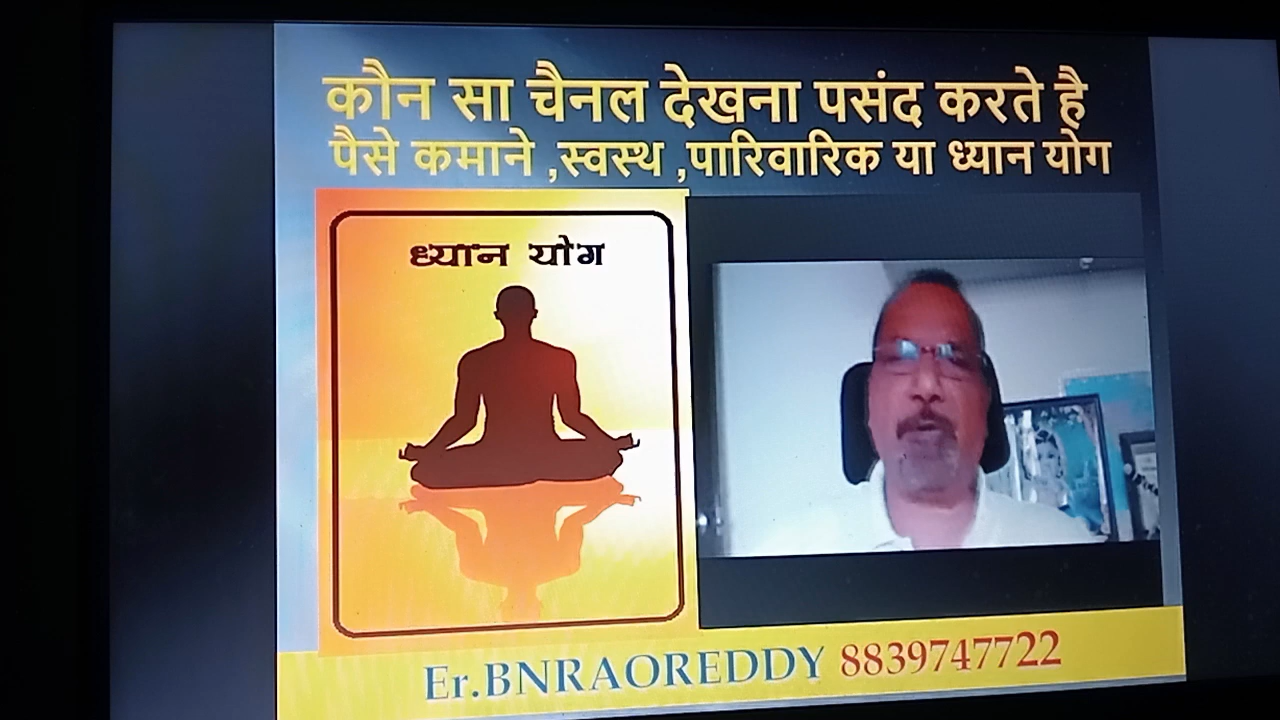 कौन सा चैनल देखना पसंद करते है
पैसे कमाने ,स्वस्थ ,पारिवारिक या ध्यान योग
ध्यान योग
Er.BNRAOREDDY 8839747722